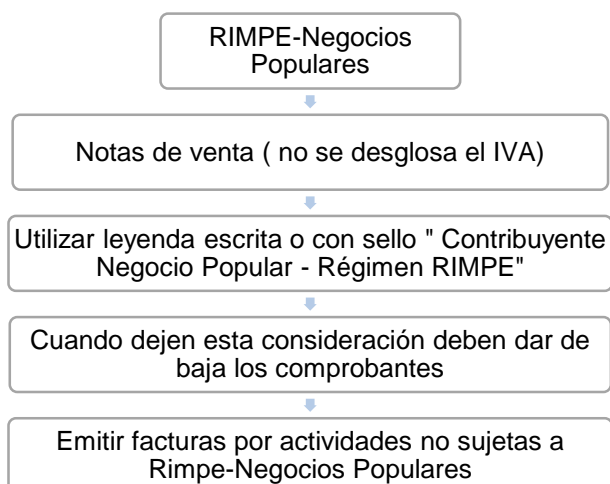 RIMPE-Negocios
Populares
Notas de venta ( no se desglosa el IVA)
Utilizar leyenda escrita o con sello " Contribuyente
Negocio Popular - Régimen RIMPE"
Cuando dejen esta consideración deben dar de
baja los comprobantes
Emitir facturas por actividades no sujetas a
Rimpe-Negocios Populares